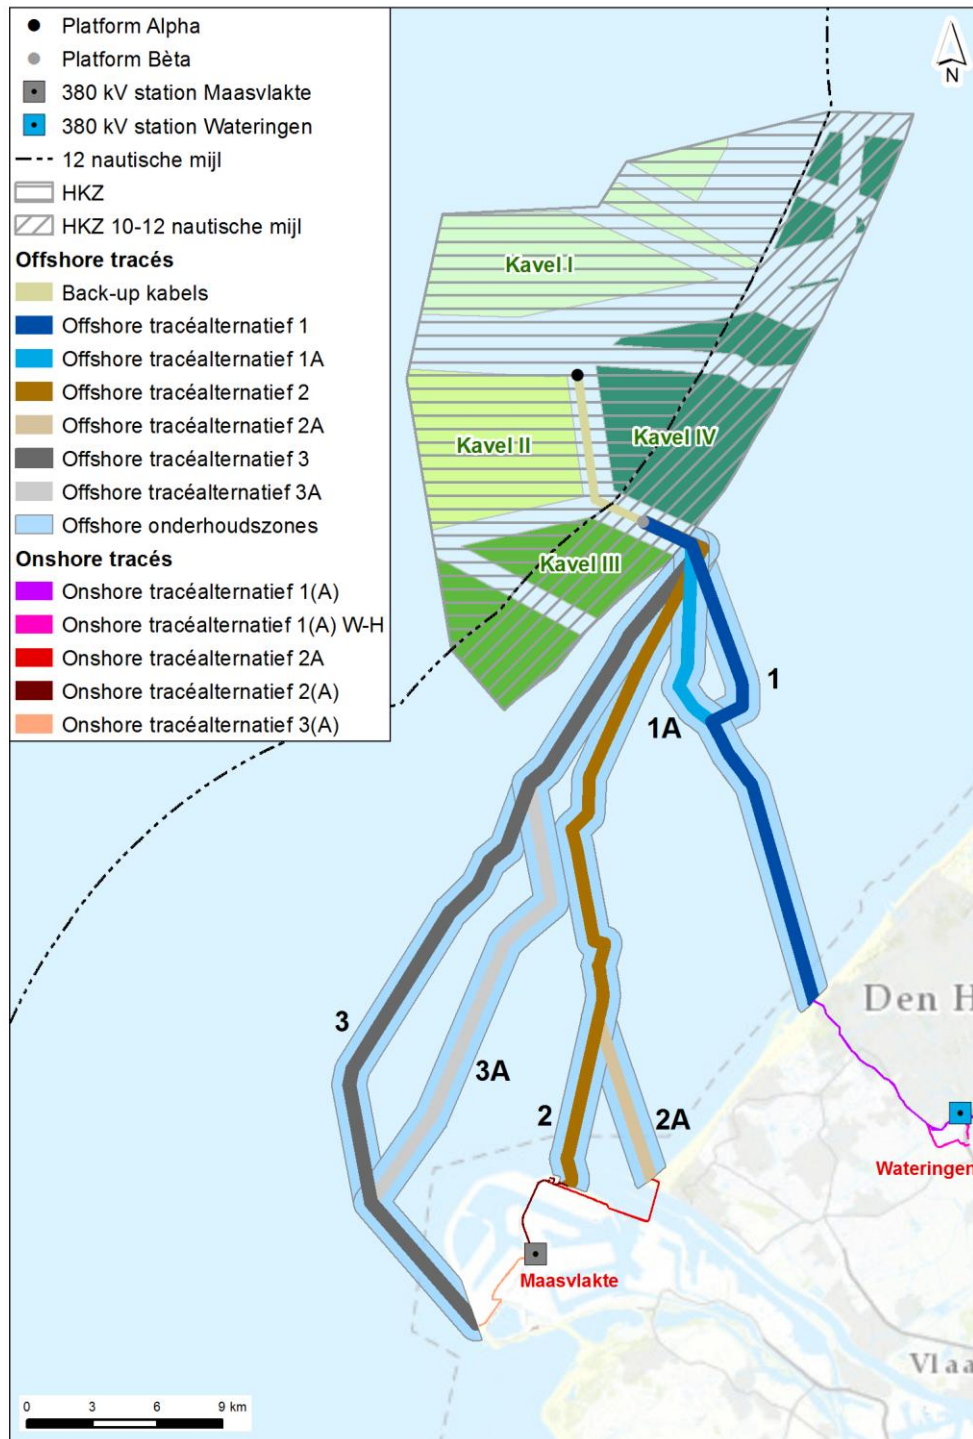 Platform Alpha
Platform Bèta
380 kV station Maasvlakte
380 kV station Wateringen
12 nautische mijl
HKZ
HKZ 10-12 nautische mijl
Offshore tracés
Back-up kabels
Offshore tracéalternatief 1
Offshore tracéalternatief 1A
Offshore tracéalternatief 2
Offshore tracéalternatief 2A
Offshore tracéalternatief 3
Offshore tracéalternatief 3A
Offshore onderhoudszones
Onshore tracés
Onshore tracéalternatief 1(A)
Onshore tracéalternatief 1(A) W-H
Onshore tracéalternatief 2A
Onshore tracéalternatief 2(A)
Onshore tracéalternatief 3(A)
N
Kavel I
Kavel II
Kavel IV
Kavel III
1
1A
Den H
3
3A
2
2A
Wateringen
Maasvlakte
Vlaa
0 3 6 9 km